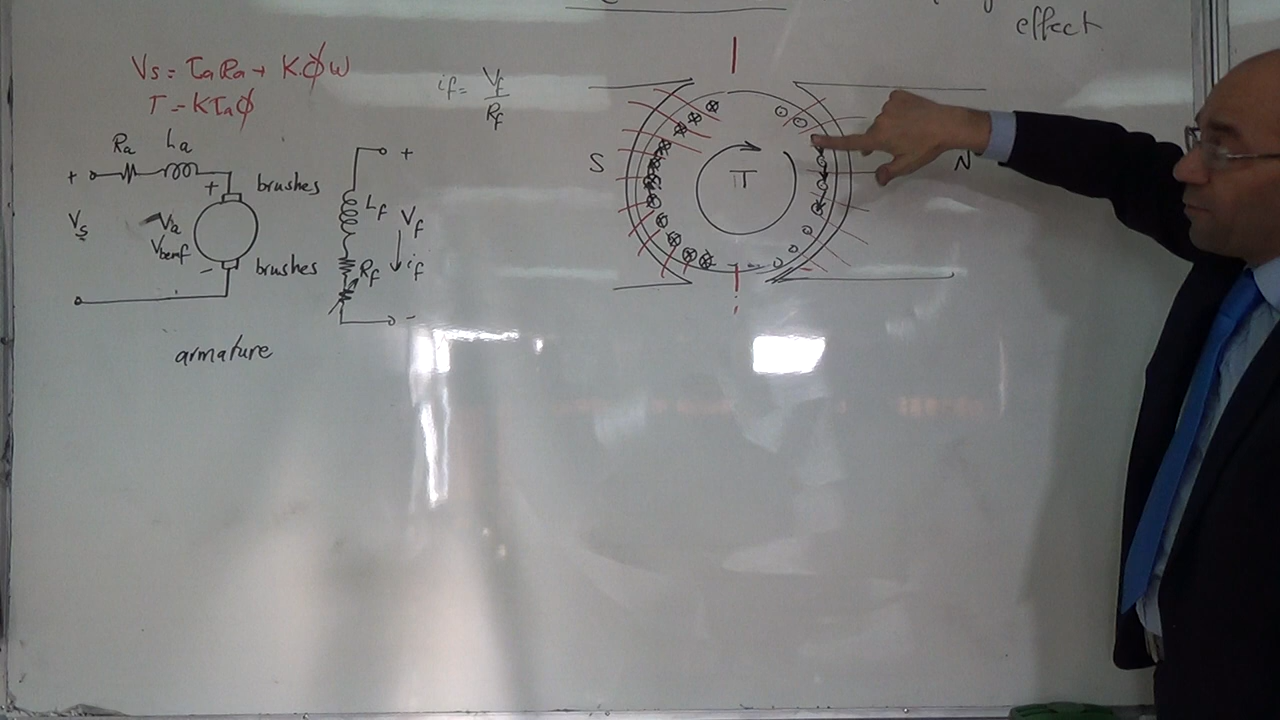 effect
Vs = IaRa + K.ϕω
T = KIaϕ
if = Vf / Rf
Ra La
+ + brushes
Vs Va
Vbemf
- brushes
armature
+
Lf Vf
Rf if
-
S T N